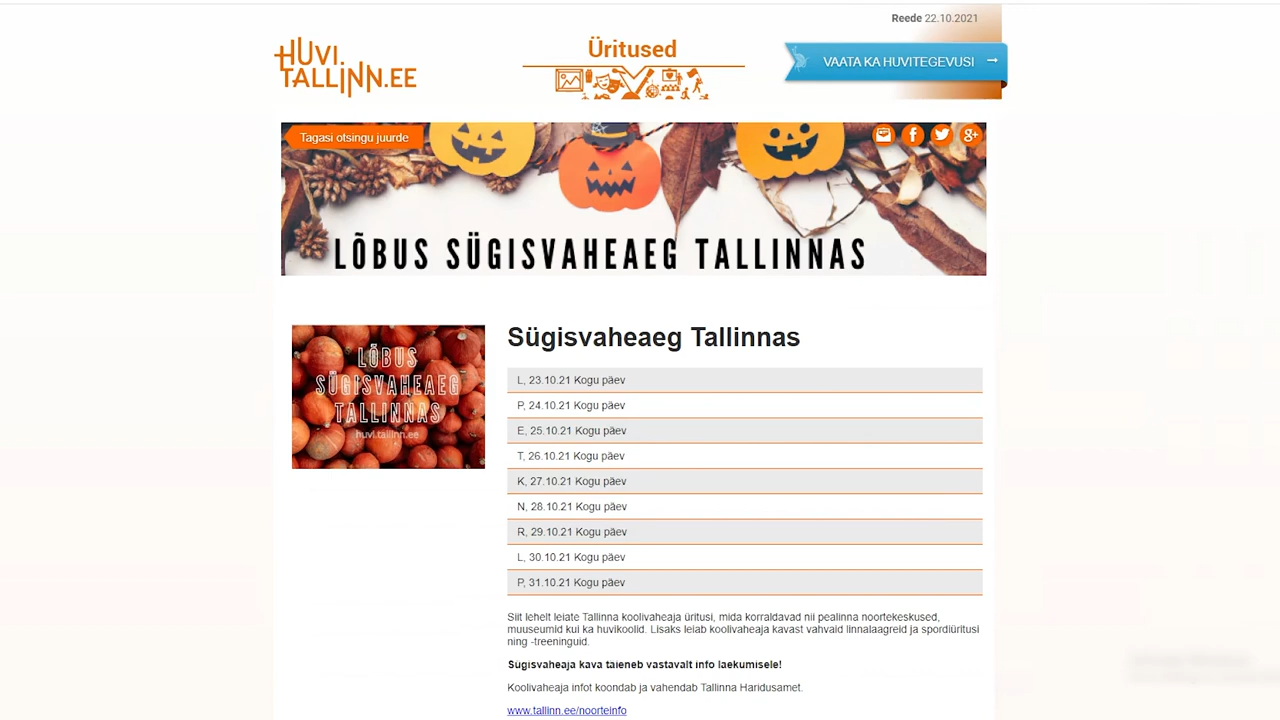 Reede 22.10.2021
HUVI.
TALLINN.EE
Üritused
VAATA KA HUVITEGEVUSI →
Tagasi otsingu juurde
LÕBUS SÜGISVAHEAEG TALLINNAS
LÕBUS
SÜGISVAHEAEG
TALLINNAS
huvi.tallinn.ee
Sügisvaheaeg Tallinnas
L, 23.10.21 Kogu päev
P, 24.10.21 Kogu päev
E, 25.10.21 Kogu päev
T, 26.10.21 Kogu päev
K, 27.10.21 Kogu päev
N, 28.10.21 Kogu päev
R, 29.10.21 Kogu päev
L, 30.10.21 Kogu päev
P, 31.10.21 Kogu päev
Siit lehelt leiate Tallinna koolivaheaja üritusi, mida korraldavad nii pealinna noortekeskused,
muuseumid kui ka huvikoolid. Lisaks leiab koolivaheaja kavast vahvaid linnalaagreid ja spordiüritusi
ning -treeninguid.
Sügisvaheaja kava täieneb vastavalt info laekumisele!
Koolivaheaja infot koondab ja vahendab Tallinna Haridusamet.
www.tallinn.ee/noorteinfo